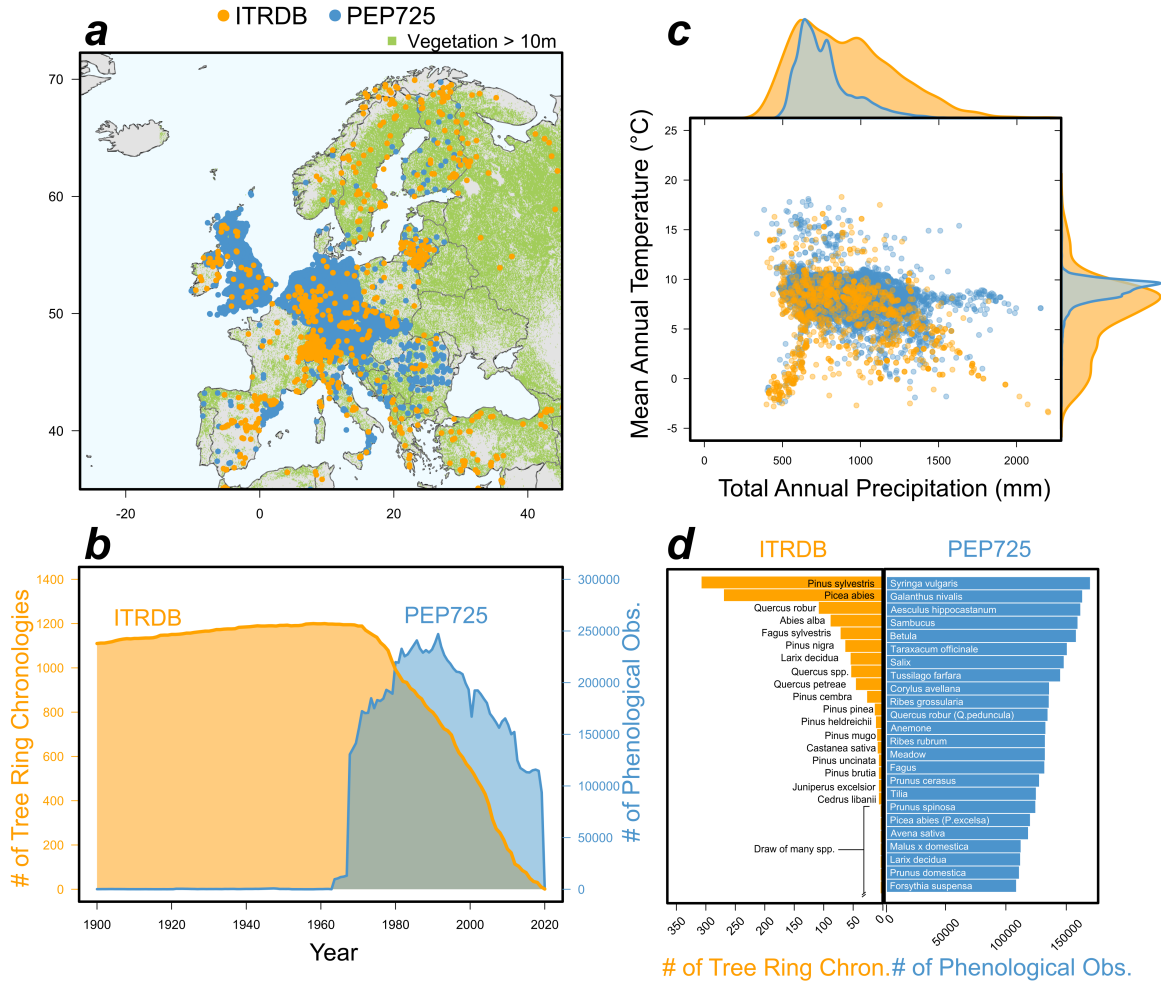 a
ITRDB PEP725
Vegetation > 10m
70
60
50
40
-20 0 20 40
c
Mean Annual Temperature (°C)
25
20
15
10
5
0
-5
0 500 1000 1500 2000
Total Annual Precipitation (mm)
b
# of Tree Ring Chronologies
1400
1200
1000
800
600
400
200
0
ITRDB
PEP725
300000
250000
200000
150000
100000
50000
0
# of Phenological Obs.
1900 1920 1940 1960 1980 2000 2020
Year
d
ITRDB
PEP725
Pinus sylvestris
Picea abies
Quercus robur
Abies alba
Fagus sylvestris
Pinus nigra
Larix decidua
Quercus spp.
Quercus petreae
Pinus cembra
Pinus pinea
Pinus heldreichii
Pinus mugo
Castanea sativa
Pinus uncinata
Pinus brutia
Juniperus excelsior
Cedrus libanii
Draw of many spp.
Syringa vulgaris
Galanthus nivalis
Aesculus hippocastanum
Sambucus
Betula
Taraxacum officinale
Salix
Tussilago farfara
Corylus avellana
Ribes grossularia
Quercus robur (Q.peduncula)
Anemone
Ribes rubrum
Meadow
Fagus
Prunus cerasus
Tilia
Prunus spinosa
Picea abies (P.excelsa)
Avena sativa
Malus x domestica
Larix decidua
Prunus domestica
Forsythia suspensa
350 300 250 200 150 100 50 0
0 50000 100000 150000
# of Tree Ring Chron.
# of Phenological Obs.